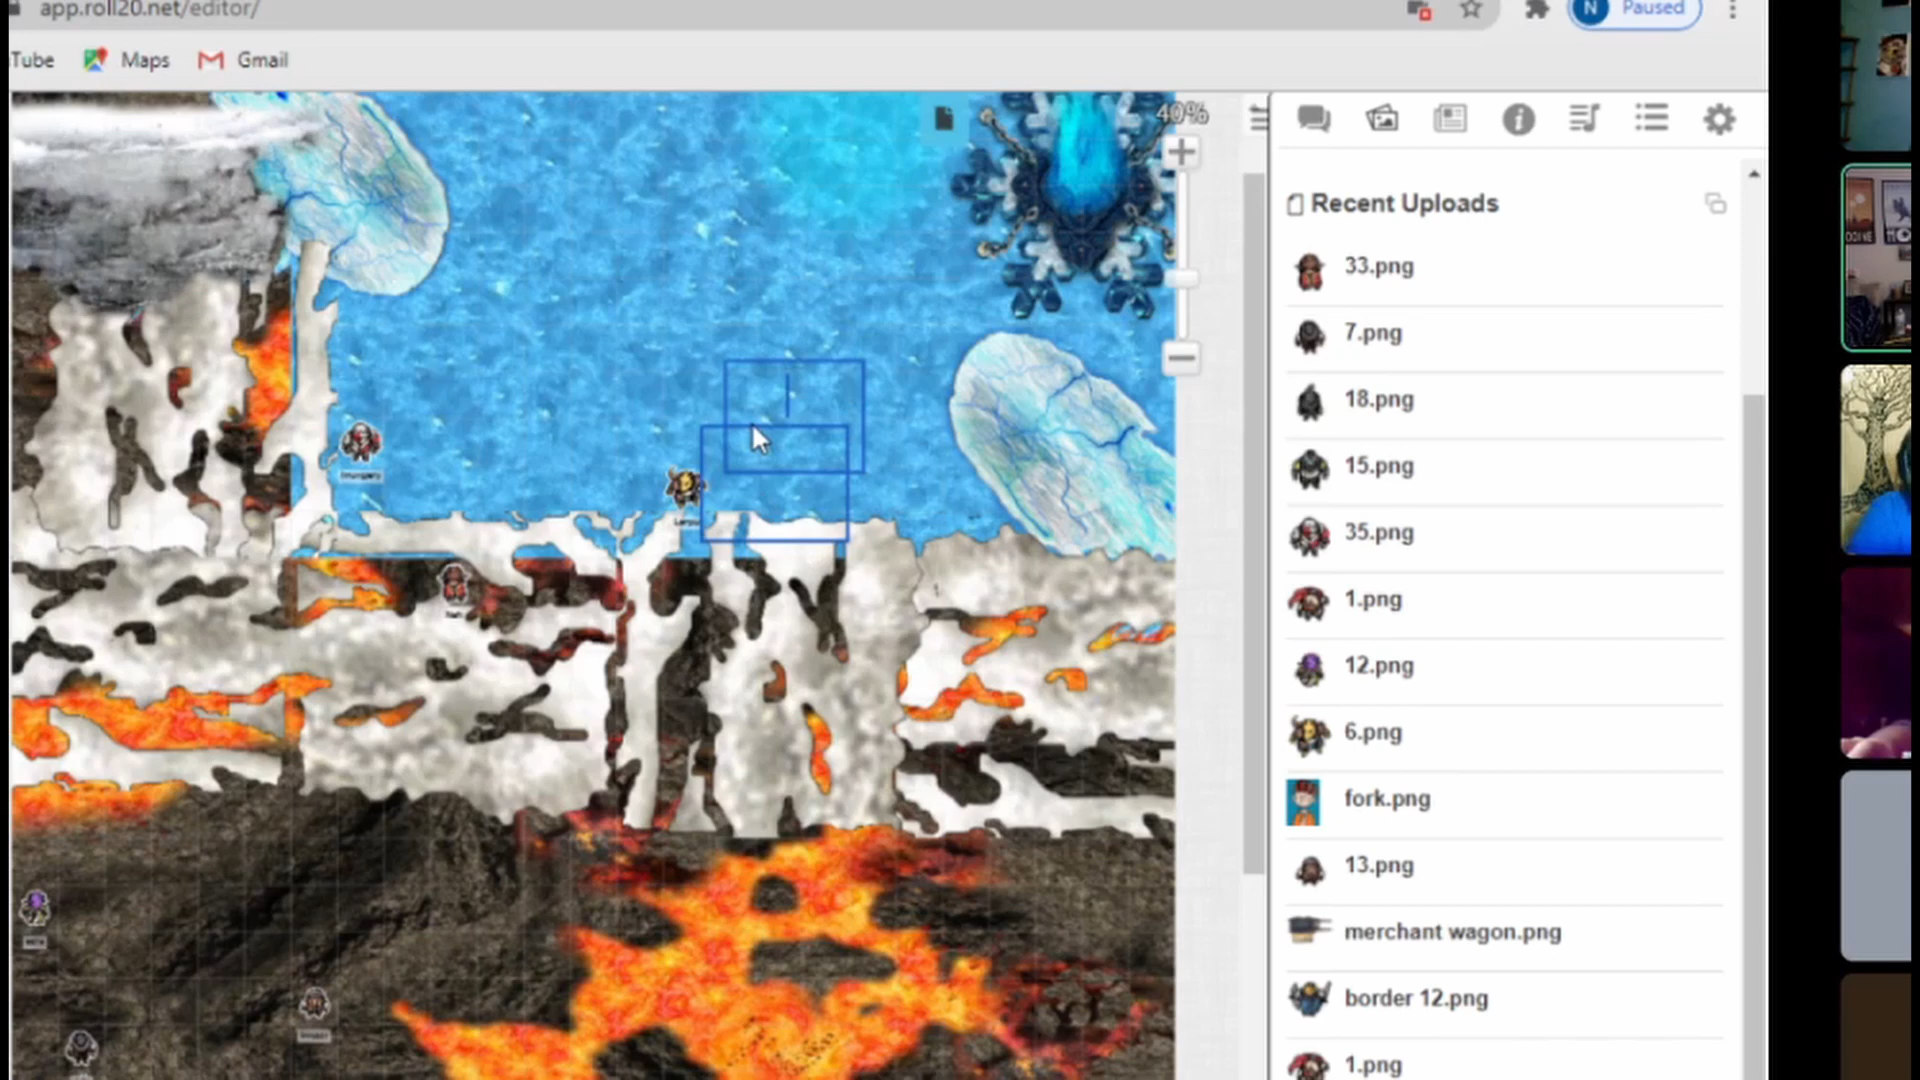 app.roll20.net/editor/
N Paused
Tube Maps Gmail
40%
Recent Uploads
33.png
7.png
18.png
15.png
35.png
1.png
12.png
6.png
fork.png
13.png
merchant wagon.png
border 12.png
1.png